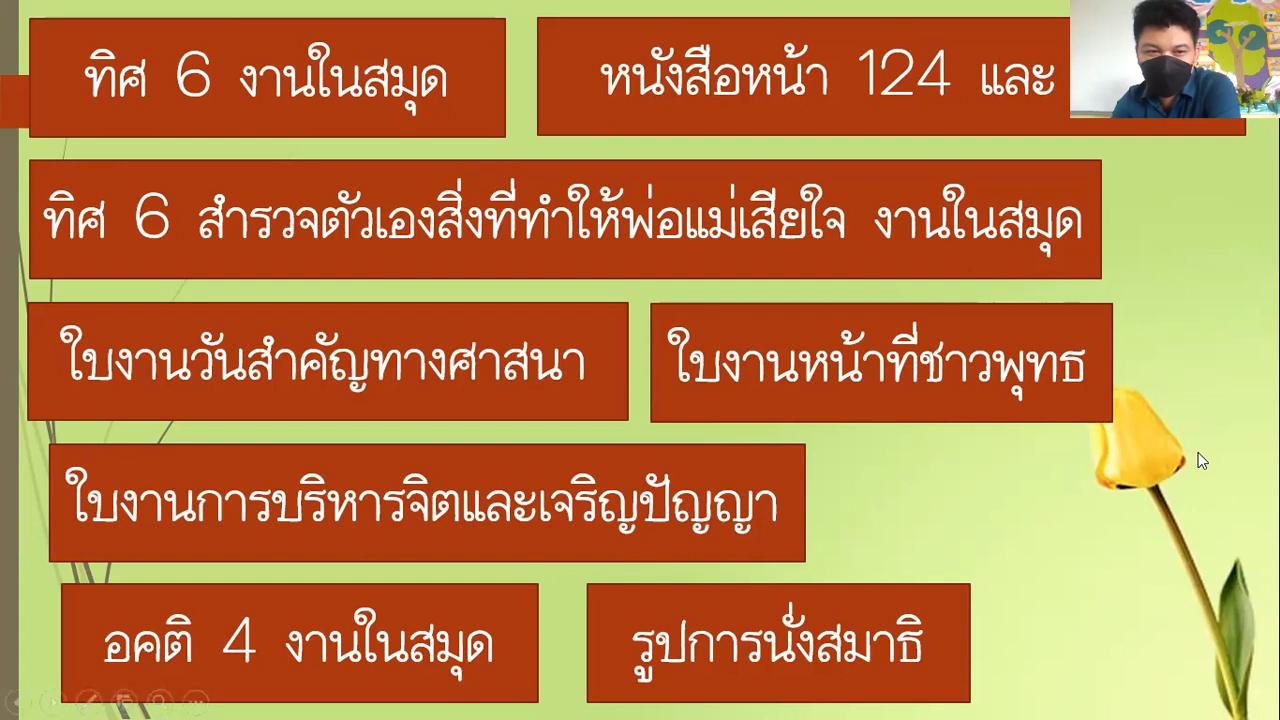 ทิศ 6 งานในสมุด
หนังสือหน้า 124 และ
ทิศ 6 สำรวจตัวเองสิ่งที่ทำให้พ่อแม่เสียใจ งานในสมุด
ใบงานวันสำคัญทางศาสนา
ใบงานหน้าที่ชาวพุทธ
ใบงานการบริหารจิตและเจริญปัญญา
อคติ 4 งานในสมุด
รูปการนั่งสมาธิ